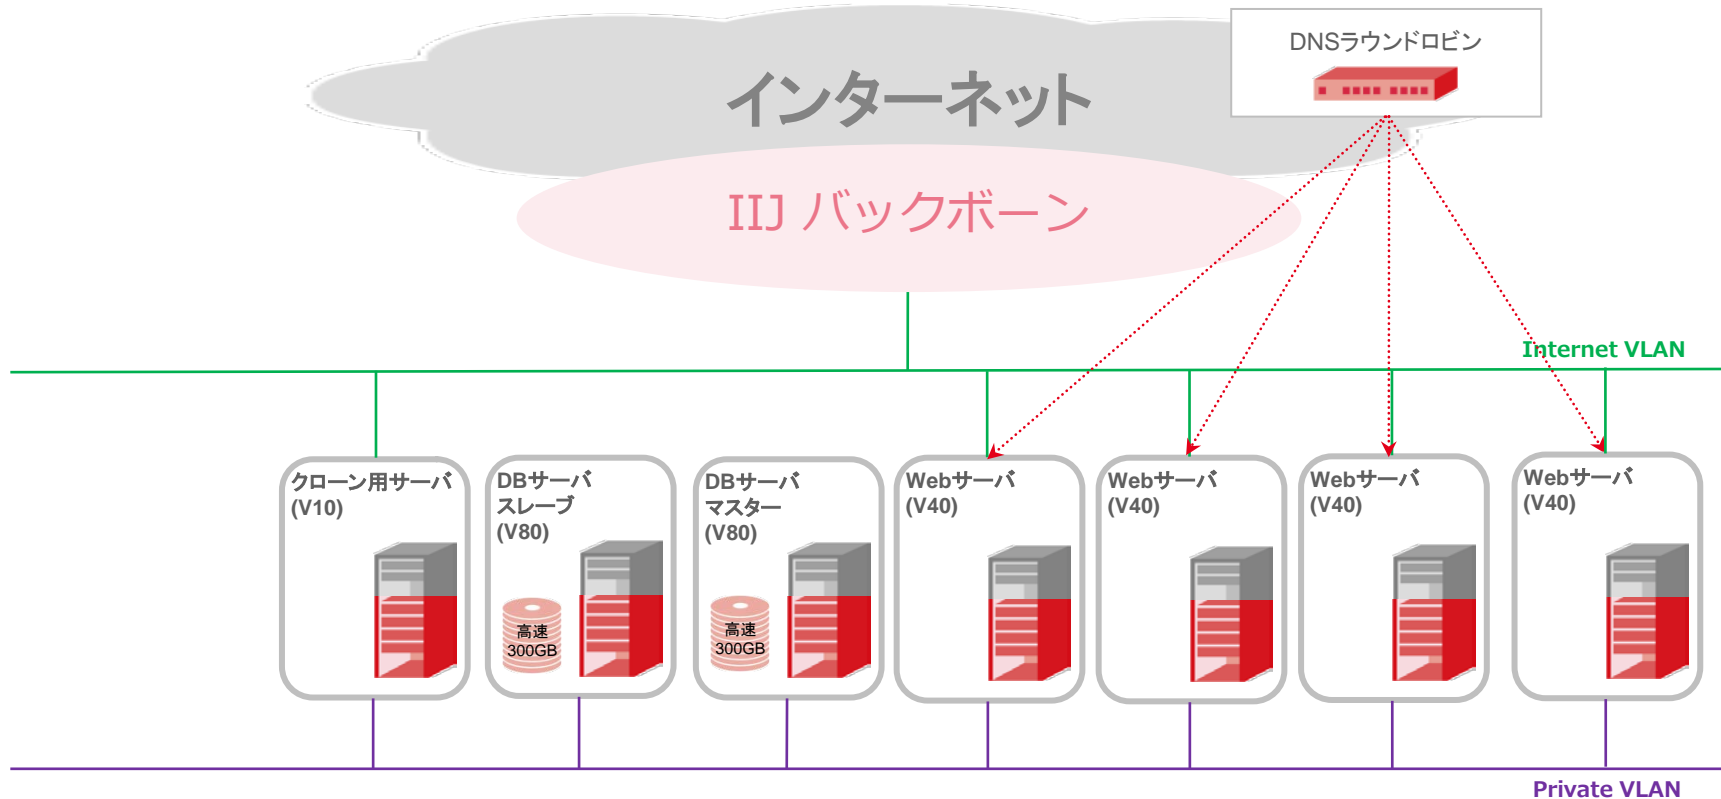 DNSラウンドロビン
インターネット
IIJ バックボーン
Internet VLAN
クローン用サーバ
(V10)
DBサーバ
スレーブ
(V80)
高速
300GB
DBサーバ
マスター
(V80)
高速
300GB
Webサーバ
(V40)
Webサーバ
(V40)
Webサーバ
(V40)
Webサーバ
(V40)
Private VLAN